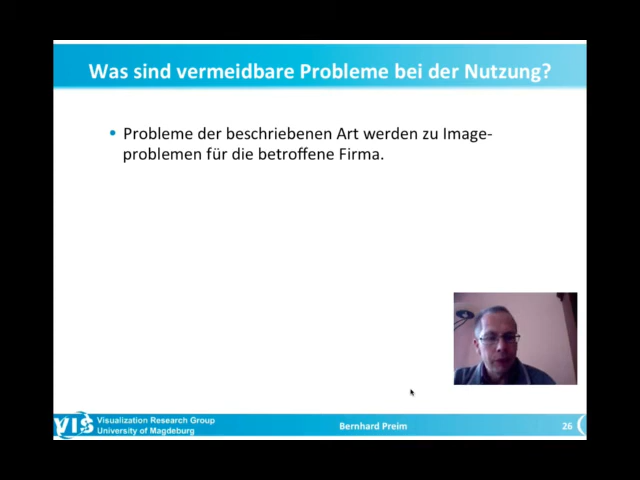 Was sind vermeidbare Probleme bei der Nutzung?
• Probleme der beschriebenen Art werden zu Image-
problemen für die betroffene Firma.
VIS
Visualization Research Group
University of Magdeburg
Bernhard Preim
26